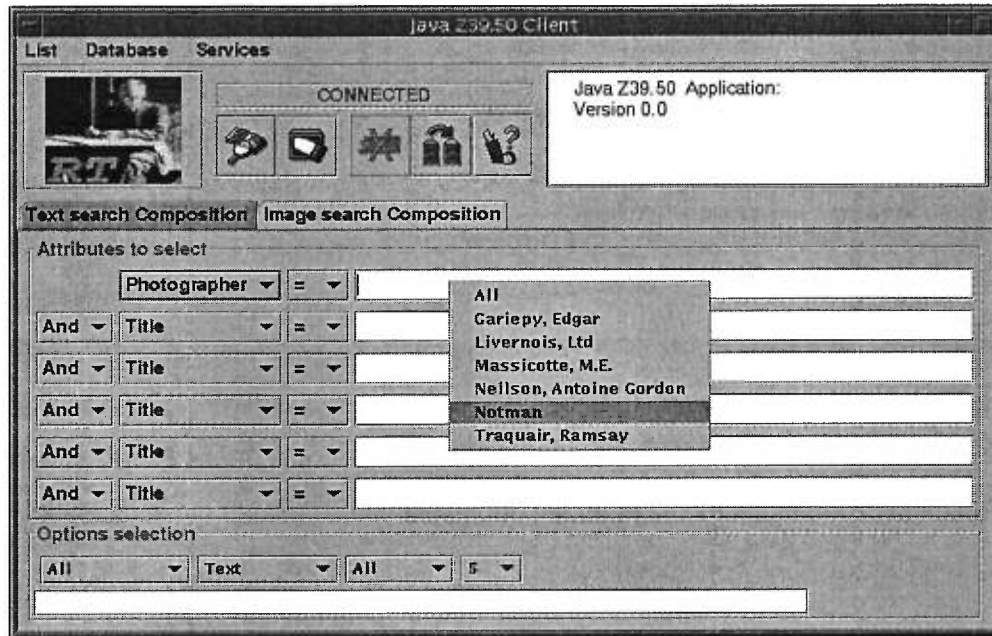 Java Z39.50 Client
List Database Services
CONNECTED
Java Z39.50 Application:
Version 0.0
RT
Text search Composition Image search Composition
Attributes to select
Photographer =
And Title =
And Title =
And Title =
And Title =
And Title =
All
Gariepy, Edgar
Livernois, Ltd
Massicotte, M.E.
Neilson, Antoine Gordon
Notman
Traquair, Ramsay
Options selection
All Text All 5